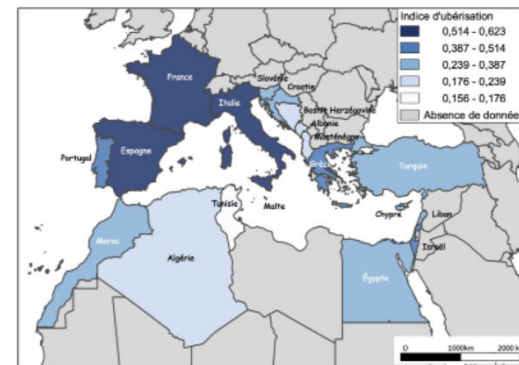 Indice d'ubérisation
0,514 - 0,623
0,387 - 0,514
0,239 - 0,387
0,176 - 0,239
0,156 - 0,176
Absence de donnée
France
Slovénie
Croatie
Italie
Bosnie Herzégovine
Albanie
Monténégro
Portugal
Espagne
Grèce
Turquie
Tunisie
Malte
Chypre
Liban
Israël
Maroc
Algérie
Égypte
0 1000km 2000 k